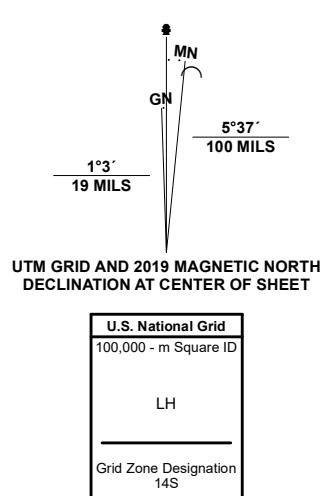 MN
GN
5°37´
100 MILS
1°3´
19 MILS
UTM GRID AND 2019 MAGNETIC NORTH
DECLINATION AT CENTER OF SHEET
U.S. National Grid
100,000 - m Square ID
LH
Grid Zone Designation
14S